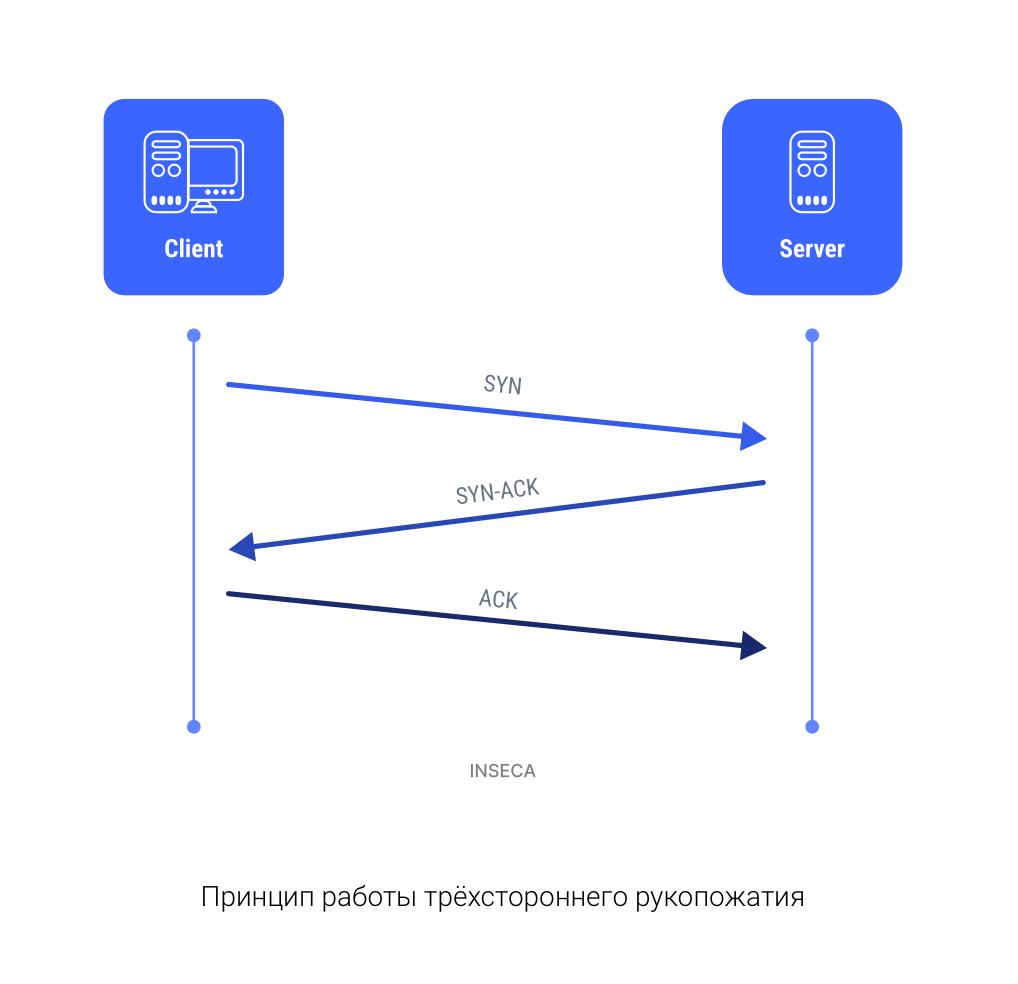 Client
Server
SYN
SYN-ACK
ACK
INSECA
Принцип работы трёхстороннего рукопожатия